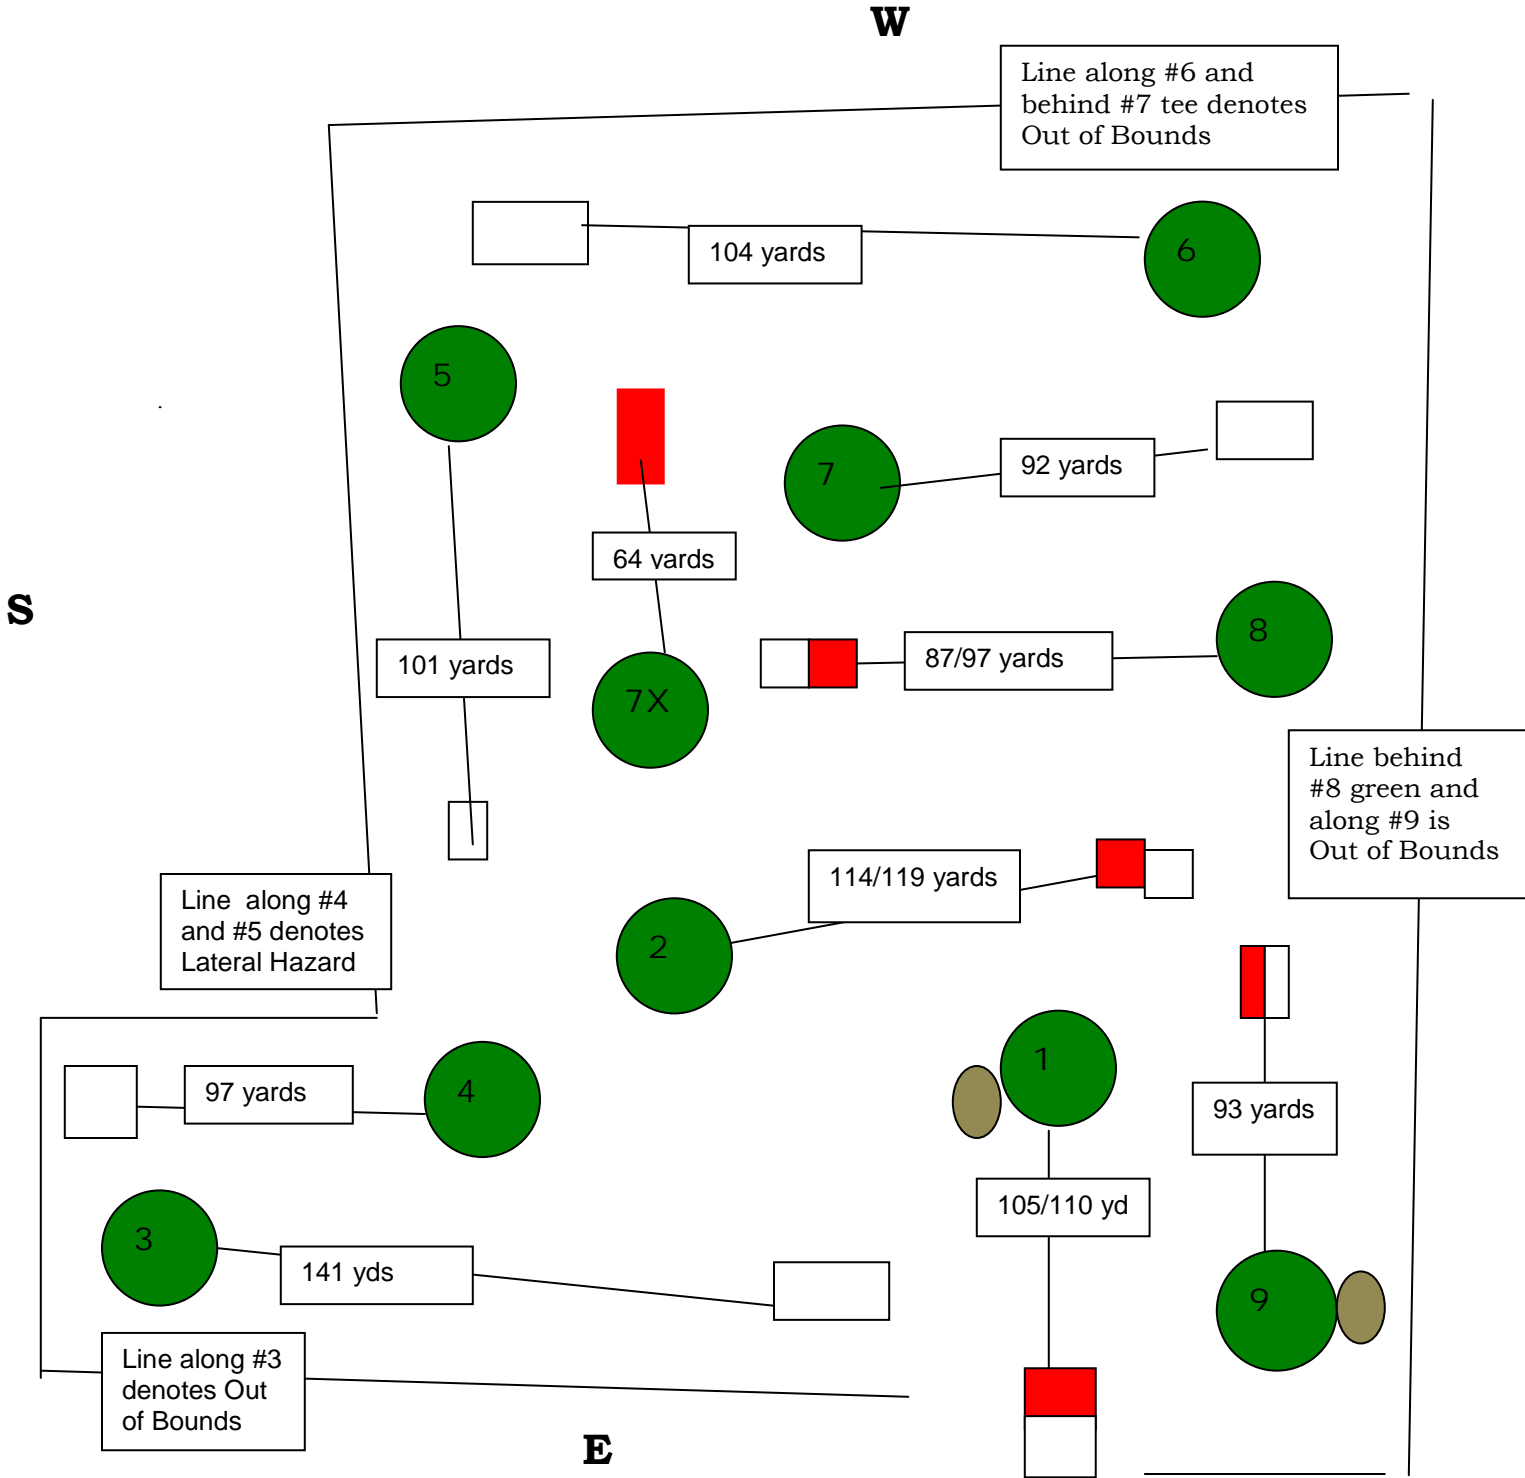 W
Line along #6 and
behind #7 tee denotes
Out of Bounds
104 yards
6
5
7
92 yards
64 yards
S
8
101 yards
87/97 yards
7X
Line behind
#8 green and
along #9 is
Out of Bounds
114/119 yards
Line along #4
and #5 denotes
Lateral Hazard
2
1
97 yards
4
93 yards
105/110 yd
3
141 yds
9
Line along #3
denotes Out
of Bounds
E